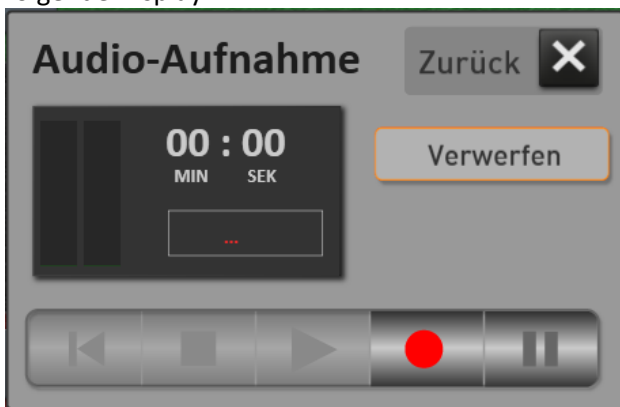 Audio-Aufnahme
Zurück
Verwerfen
00 : 00
MIN SEK
...